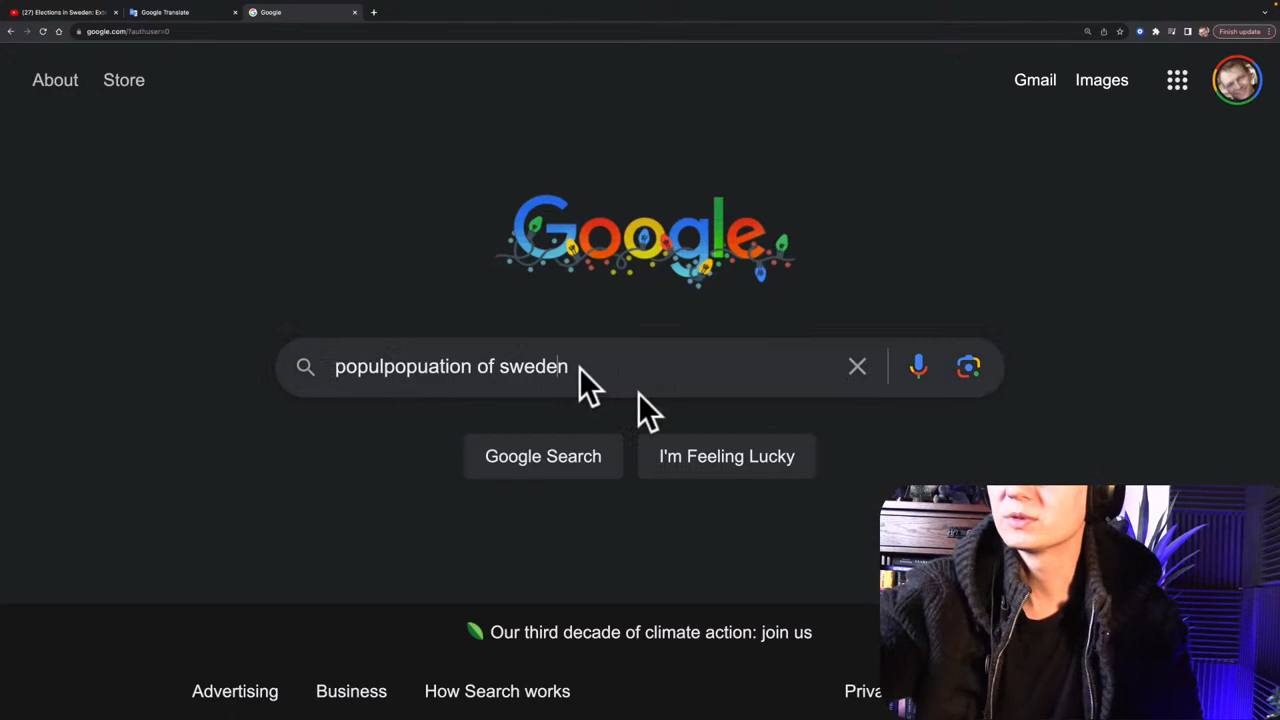 (27) Elections in Sweden: Ext
Google Translate
Google
google.com/?authuser=0
Finish update
About
Store
Gmail
Images
Google
populpopuation of sweden
Google Search
I'm Feeling Lucky
Our third decade of climate action: join us
Advertising
Business
How Search works
Priva